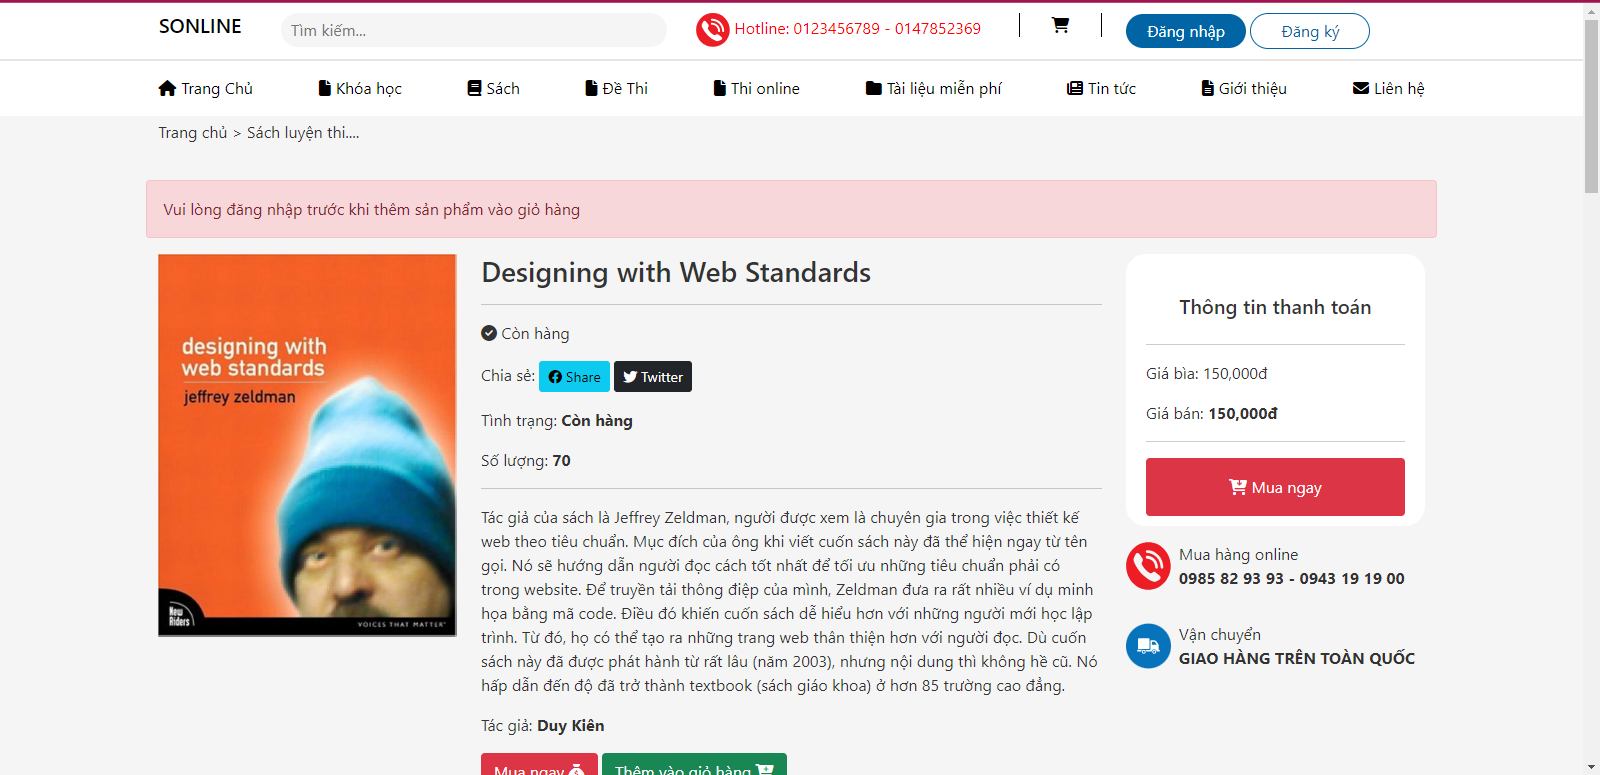 SONLINE
Tìm kiếm...
Hotline: 0123456789 - 0147852369
Đăng nhập
Đăng ký
Trang Chủ
Khóa học
Sách
Đề Thi
Thi online
Tài liệu miễn phí
Tin tức
Giới thiệu
Liên hệ
Trang chủ > Sách luyện thi....
Vui lòng đăng nhập trước khi thêm sản phẩm vào giỏ hàng
designing with
web standards
jeffrey zeldman
New
Riders
VOICES THAT MATTER™
Designing with Web Standards
Còn hàng
Chia sẻ: Share Twitter
Tình trạng: Còn hàng
Số lượng: 70
Tác giả của sách là Jeffrey Zeldman, người được xem là chuyên gia trong việc thiết kế
web theo tiêu chuẩn. Mục đích của ông khi viết cuốn sách này đã thể hiện ngay từ tên
gọi. Nó sẽ hướng dẫn người đọc cách tốt nhất để tối ưu những tiêu chuẩn phải có
trong website. Để truyền tải thông điệp của mình, Zeldman đưa ra rất nhiều ví dụ minh
họa bằng mã code. Điều đó khiến cuốn sách dễ hiểu hơn với những người mới học lập
trình. Từ đó, họ có thể tạo ra những trang web thân thiện hơn với người đọc. Dù cuốn
sách này đã được phát hành từ rất lâu (năm 2003), nhưng nội dung thì không hề cũ. Nó
hấp dẫn đến độ đã trở thành textbook (sách giáo khoa) ở hơn 85 trường cao đẳng.
Tác giả: Duy Kiên
Mua ngay
Thêm vào giỏ hàng
Thông tin thanh toán
Giá bìa: 150,000đ
Giá bán: 150,000đ
Mua ngay
Mua hàng online
0985 82 93 93 - 0943 19 19 00
Vận chuyển
GIAO HÀNG TRÊN TOÀN QUỐC